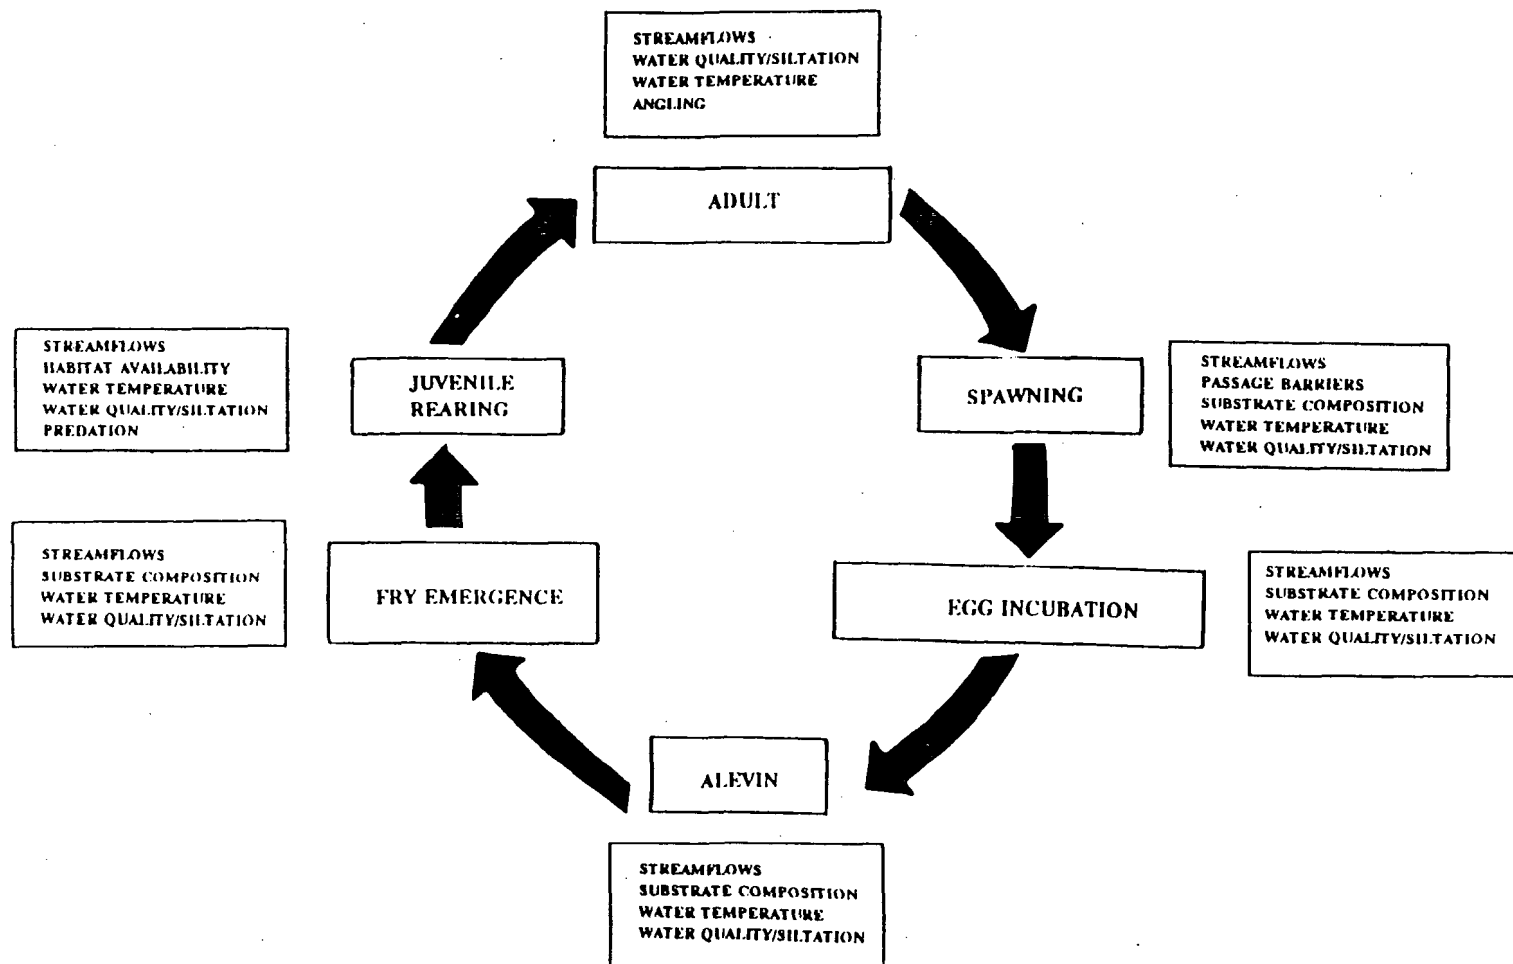 STREAMFLOWS
WATER QUALITY/SILTATION
WATER TEMPERATURE
ANGLING
ADULT
STREAMFLOWS
HABITAT AVAILABILITY
WATER TEMPERATURE
WATER QUALITY/SILTATION
PREDATION
JUVENILE
REARING
SPAWNING
STREAMFLOWS
PASSAGE BARRIERS
SUBSTRATE COMPOSITION
WATER TEMPERATURE
WATER QUALITY/SILTATION
STREAMFLOWS
SUBSTRATE COMPOSITION
WATER TEMPERATURE
WATER QUALITY/SILTATION
FRY EMERGENCE
EGG INCUBATION
STREAMFLOWS
SUBSTRATE COMPOSITION
WATER TEMPERATURE
WATER QUALITY/SILTATION
ALEVIN
STREAMFLOWS
SUBSTRATE COMPOSITION
WATER TEMPERATURE
WATER QUALITY/SILTATION